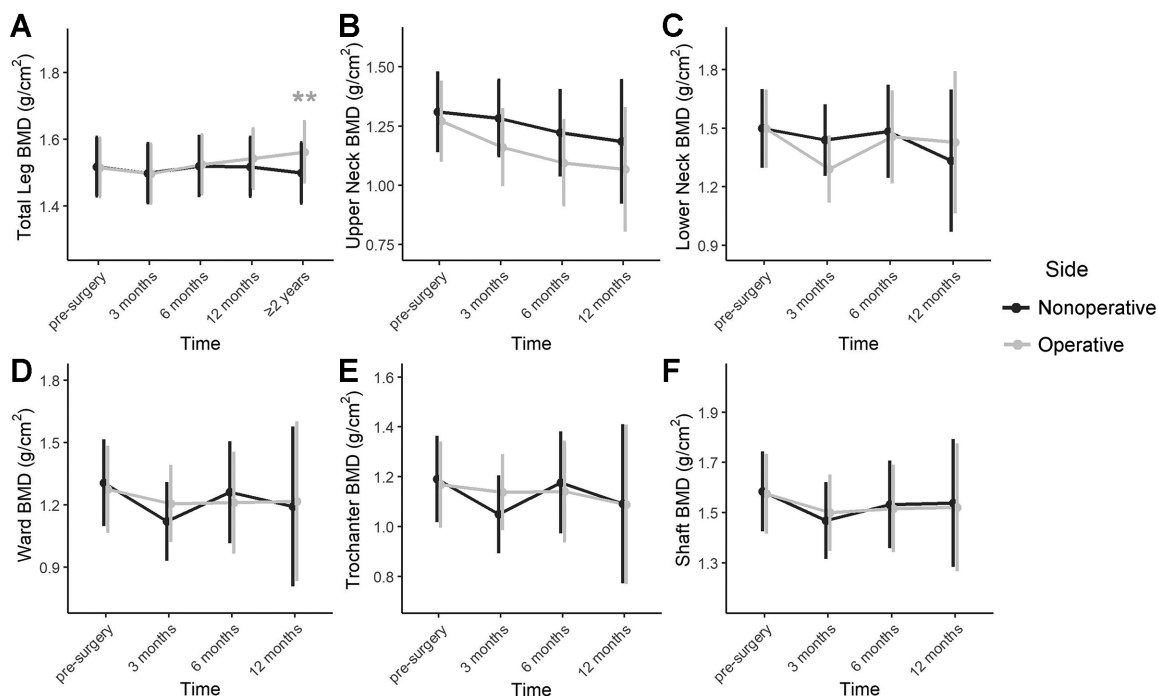 A
Total Leg BMD (g/cm²)
1.8
1.6
1.4
**
pre-surgery
3 months
6 months
12 months
≥2 years
Time
B
Upper Neck BMD (g/cm²)
1.50
1.25
1.00
0.75
pre-surgery
3 months
6 months
12 months
Time
C
Lower Neck BMD (g/cm²)
1.8
1.5
1.2
0.9
pre-surgery
3 months
6 months
12 months
Time
Side
Nonoperative
Operative
D
Ward BMD (g/cm²)
1.8
1.5
1.2
0.9
pre-surgery
3 months
6 months
12 months
Time
E
Trochanter BMD (g/cm²)
1.6
1.4
1.2
1.0
0.8
pre-surgery
3 months
6 months
12 months
Time
F
Shaft BMD (g/cm²)
1.9
1.7
1.5
1.3
pre-surgery
3 months
6 months
12 months
Time